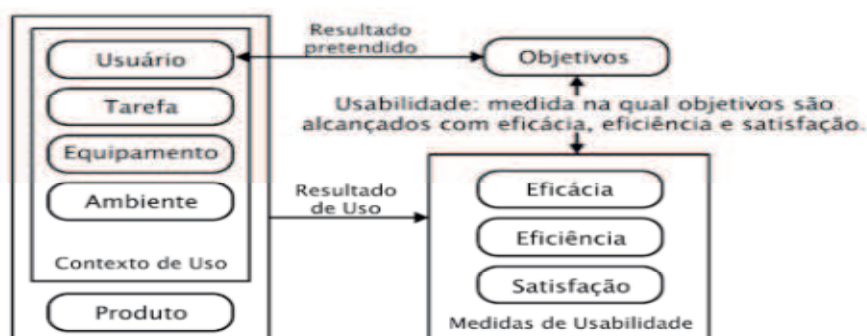 Usuário
Tarefa
Equipamento
Ambiente
Contexto de Uso
Produto
Resultado
pretendido
Objetivos
Usabilidade: medida na qual objetivos são
alcançados com eficácia, eficiência e satisfação.
Resultado
de Uso
Eficácia
Eficiência
Satisfação
Medidas de Usabilidade